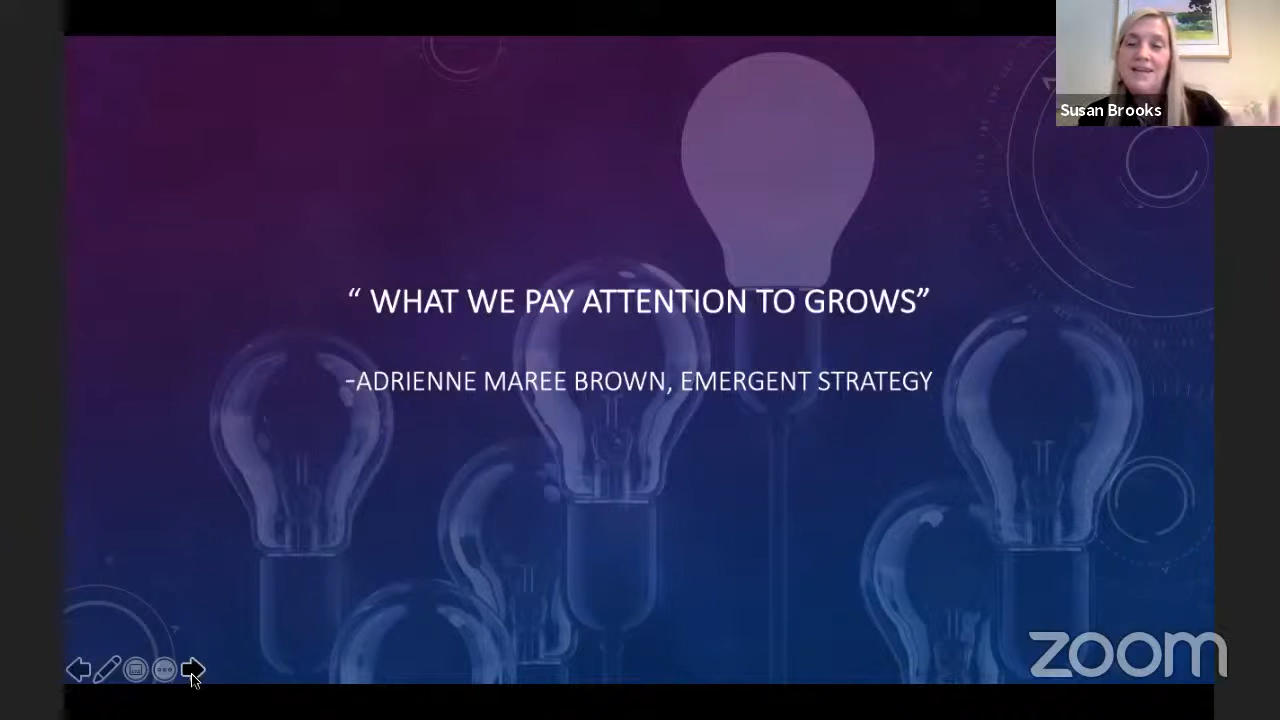 Susan Brooks
“ WHAT WE PAY ATTENTION TO GROWS”
-ADRIENNE MAREE BROWN, EMERGENT STRATEGY
zoom